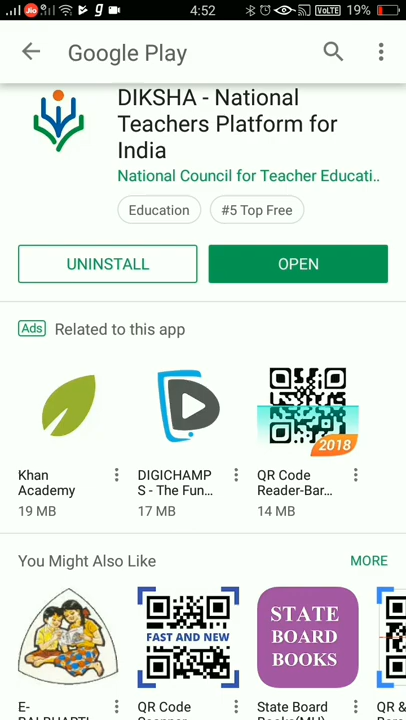 4:52
VoLTE 19%
Google Play
DIKSHA - National
Teachers Platform for
India
National Council for Teacher Educati..
Education
#5 Top Free
UNINSTALL
OPEN
Ads Related to this app
Khan
Academy
19 MB
DIGICHAMP
S - The Fun...
17 MB
2018
QR Code
Reader-Bar...
14 MB
You Might Also Like
MORE
FAST AND NEW
STATE
BOARD
BOOKS
E-
QR Code
State Board
QR &